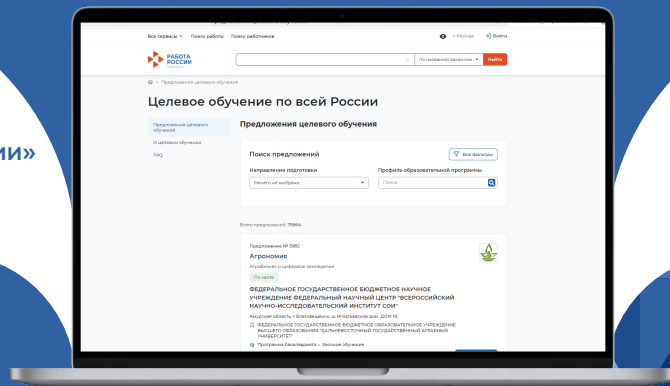 Все сервисы Поиск работы Поиск работников г. Москва Войти
РАБОТА
РОССИИ
по названию вакансии Найти
Предложения целевого обучения
Целевое обучение по всей России
ии»
Предложения целевого
обучения
О целевом обучении
FAQ
Предложения целевого обучения
Поиск предложений Все фильтры
Направление подготовки Профиль образовательной программы
Ничего не выбрано Поиск
Всего предложений: 75964
Предложение № 5982
Агрономия
Агробизнес и цифровое земледелие
По квоте
ФЕДЕРАЛЬНОЕ ГОСУДАРСТВЕННОЕ БЮДЖЕТНОЕ НАУЧНОЕ
УЧРЕЖДЕНИЕ ФЕДЕРАЛЬНЫЙ НАУЧНЫЙ ЦЕНТР "ВСЕРОССИЙСКИЙ
НАУЧНО-ИССЛЕДОВАТЕЛЬСКИЙ ИНСТИТУТ СОИ"
Амурская область, г Благовещенск, ш Игнатьевское дом: ДОМ 19;
ФЕДЕРАЛЬНОЕ ГОСУДАРСТВЕННОЕ БЮДЖЕТНОЕ ОБРАЗОВАТЕЛЬНОЕ УЧРЕЖДЕНИЕ
ВЫСШЕГО ОБРАЗОВАНИЯ "ДАЛЬНЕВОСТОЧНЫЙ ГОСУДАРСТВЕННЫЙ АГРАРНЫЙ
УНИВЕРСИТЕТ"
Программа бакалавриата • Заочное обучение